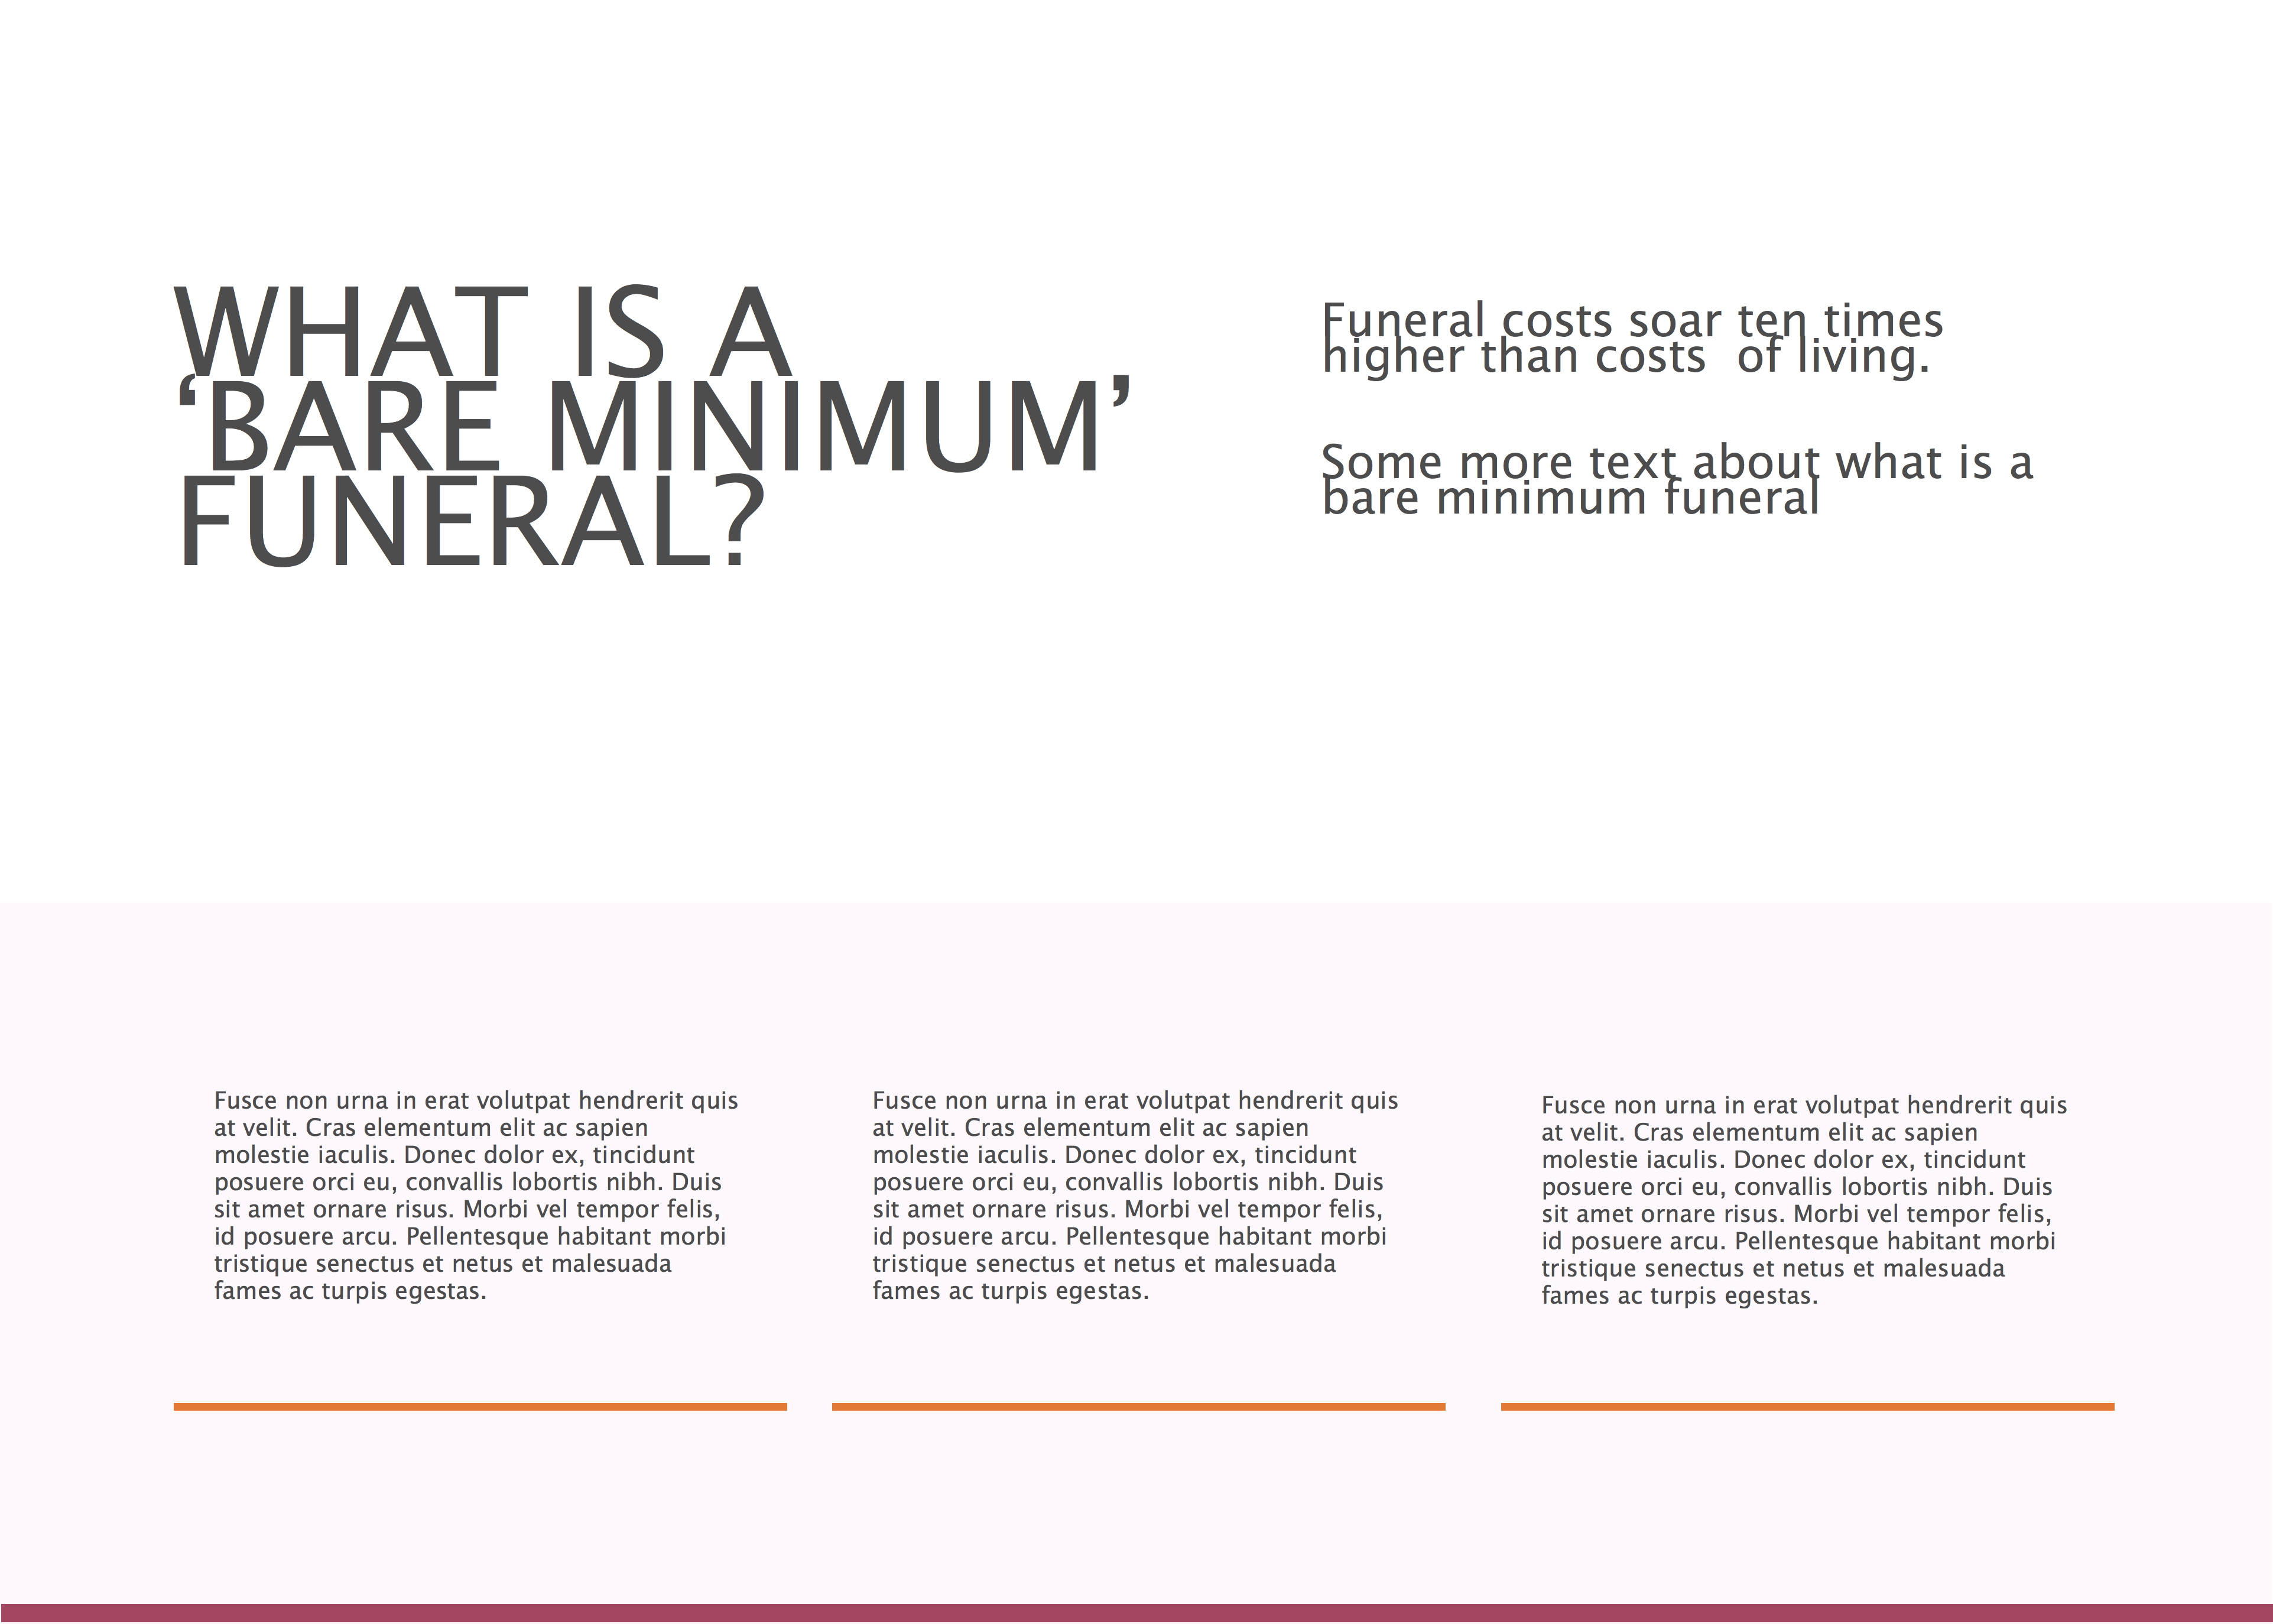 WHAT IS A
‘BARE MINIMUM’
FUNERAL?
Funeral costs soar ten times
higher than costs  of living.
Some more text about what is a
bare minimum funeral
Fusce non urna in erat volutpat hendrerit quis
at velit. Cras elementum elit ac sapien
molestie iaculis. Donec dolor ex, tincidunt
posuere orci eu, convallis lobortis nibh. Duis
sit amet ornare risus. Morbi vel tempor felis,
id posuere arcu. Pellentesque habitant morbi
tristique senectus et netus et malesuada
fames ac turpis egestas.
Fusce non urna in erat volutpat hendrerit quis
at velit. Cras elementum elit ac sapien
molestie iaculis. Donec dolor ex, tincidunt
posuere orci eu, convallis lobortis nibh. Duis
sit amet ornare risus. Morbi vel tempor felis,
id posuere arcu. Pellentesque habitant morbi
tristique senectus et netus et malesuada
fames ac turpis egestas.
Fusce non urna in erat volutpat hendrerit quis
at velit. Cras elementum elit ac sapien
molestie iaculis. Donec dolor ex, tincidunt
posuere orci eu, convallis lobortis nibh. Duis
sit amet ornare risus. Morbi vel tempor felis,
id posuere arcu. Pellentesque habitant morbi
tristique senectus et netus et malesuada
fames ac turpis egestas.